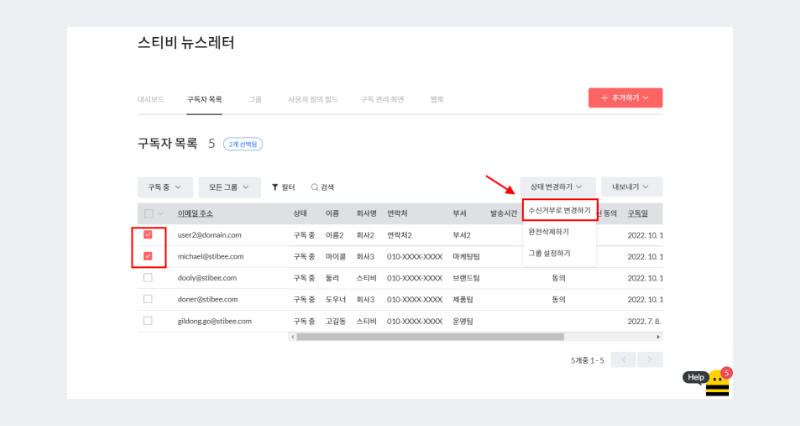 스티비 뉴스레터
대시보드 구독자 목록 그룹 사용자 정의 필드 구독 관리 화면 웹훅
+ 추가하기
구독자 목록 5 2개 선택됨
구독 중 모든 그룹 필터 검색 상태 변경하기 내보내기
이메일 주소 상태 이름 회사명 연락처 부서 발송시간 동의 구독일
수신거부로 변경하기
완전삭제하기
그룹 설정하기
user2@domain.com 구독 중 이름2 회사2 연락처2 부서2 2022. 10. 1
michael@stibee.com 구독 중 마이클 회사3 010-XXXX-XXXX 마케팅팀 2022. 10. 1
dooly@stibee.com 구독 중 둘리 스티비 010-XXXX-XXXX 브랜드팀 동의 2022. 10. 1
doner@stibee.com 구독 중 도우너 회사3 010-XXXX-XXXX 제품팀 동의 2022. 10. 1
gildong.go@stibee.com 구독 중 고길동 스티비 010-XXXX-XXXX 운영팀 2022. 7. 8.
5개중 1 - 5
Help 5